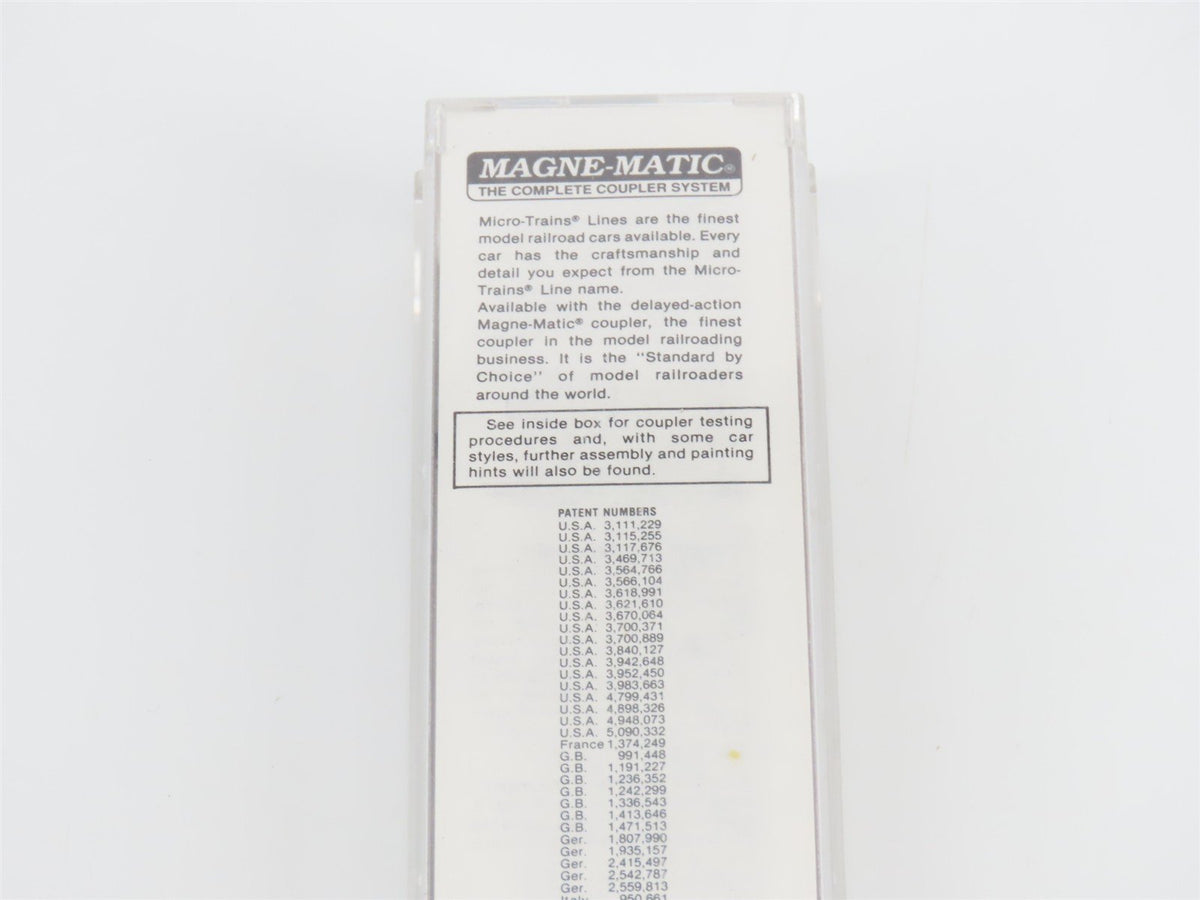 MAGNE-MATIC®
THE COMPLETE COUPLER SYSTEM
Micro-Trains® Lines are the finest
model railroad cars available. Every
car has the craftsmanship and
detail you expect from the Micro-
Trains® Line name.
Available with the delayed-action
Magne-Matic® coupler, the finest
coupler in the model railroading
business. It is the "Standard by
Choice" of model railroaders
around the world.
See inside box for coupler testing
procedures and, with some car
styles, further assembly and painting
hints will also be found.
PATENT NUMBERS
U.S.A. 3,111,229
U.S.A. 3,115,255
U.S.A. 3,117,676
U.S.A. 3,469,713
U.S.A. 3,564,766
U.S.A. 3,566,104
U.S.A. 3,618,991
U.S.A. 3,621,610
U.S.A. 3,670,064
U.S.A. 3,700,371
U.S.A. 3,700,889
U.S.A. 3,840,127
U.S.A. 3,942,648
U.S.A. 3,952,450
U.S.A. 3,983,663
U.S.A. 4,799,431
U.S.A. 4,898,326
U.S.A. 4,948,073
U.S.A. 5,090,332
France 1,374,249
G.B. 991,448
G.B. 1,191,227
G.B. 1,236,352
G.B. 1,242,299
G.B. 1,336,543
G.B. 1,413,646
G.B. 1,471,513
Ger. 1,807,990
Ger. 1,935,157
Ger. 2,415,497
Ger. 2,542,787
Ger. 2,559,813
Italy 950,661